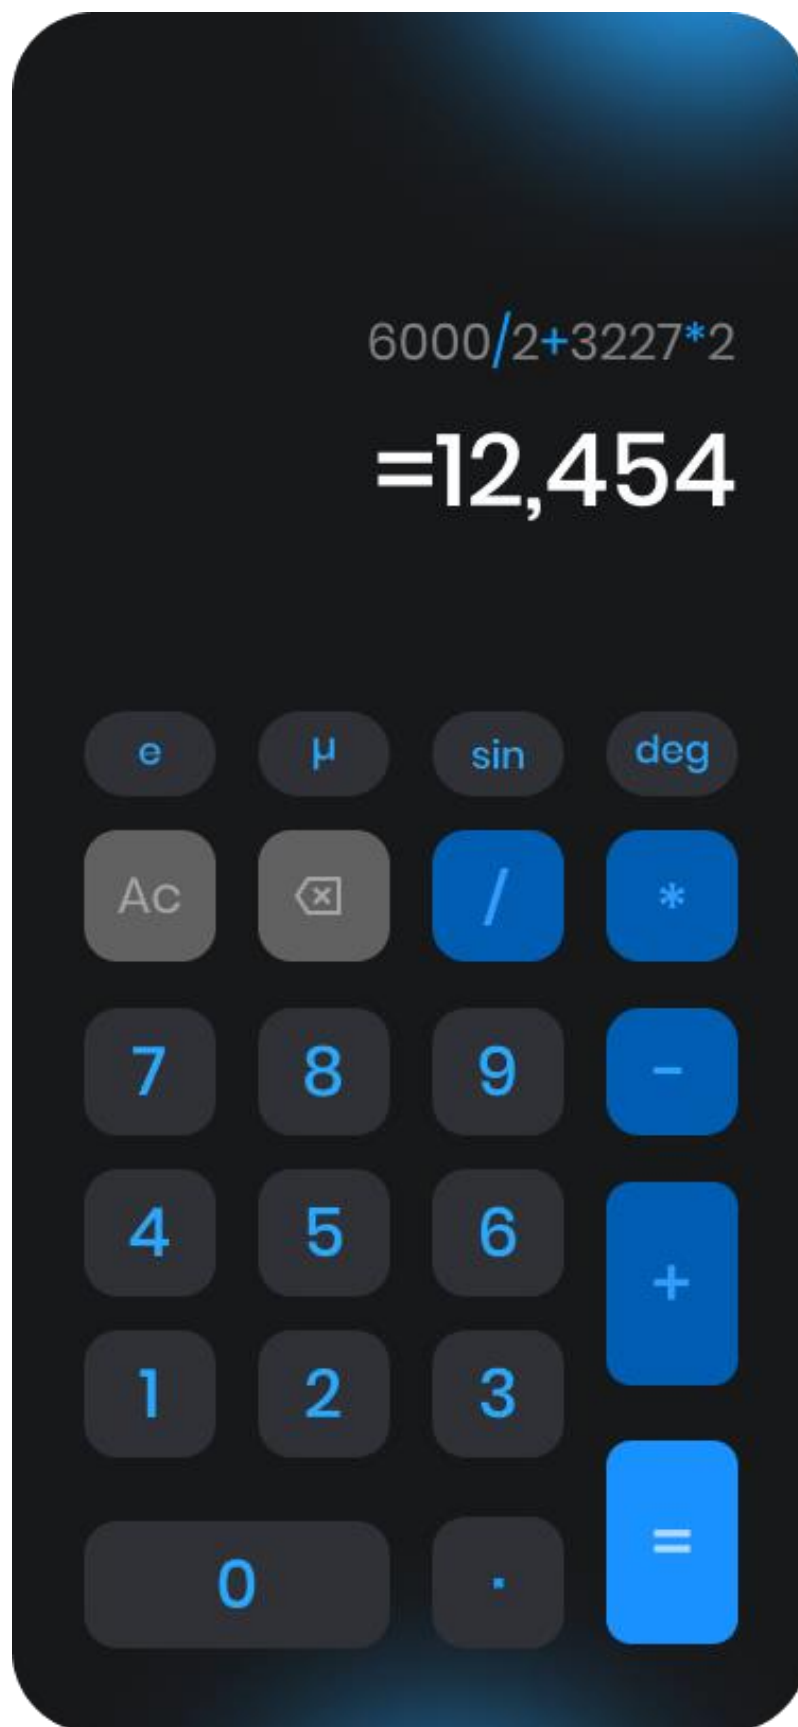 6000/2+3227*2
=12,454
e µ sin deg
Ac / *
7 8 9 -
4 5 6 +
1 2 3
0 . =